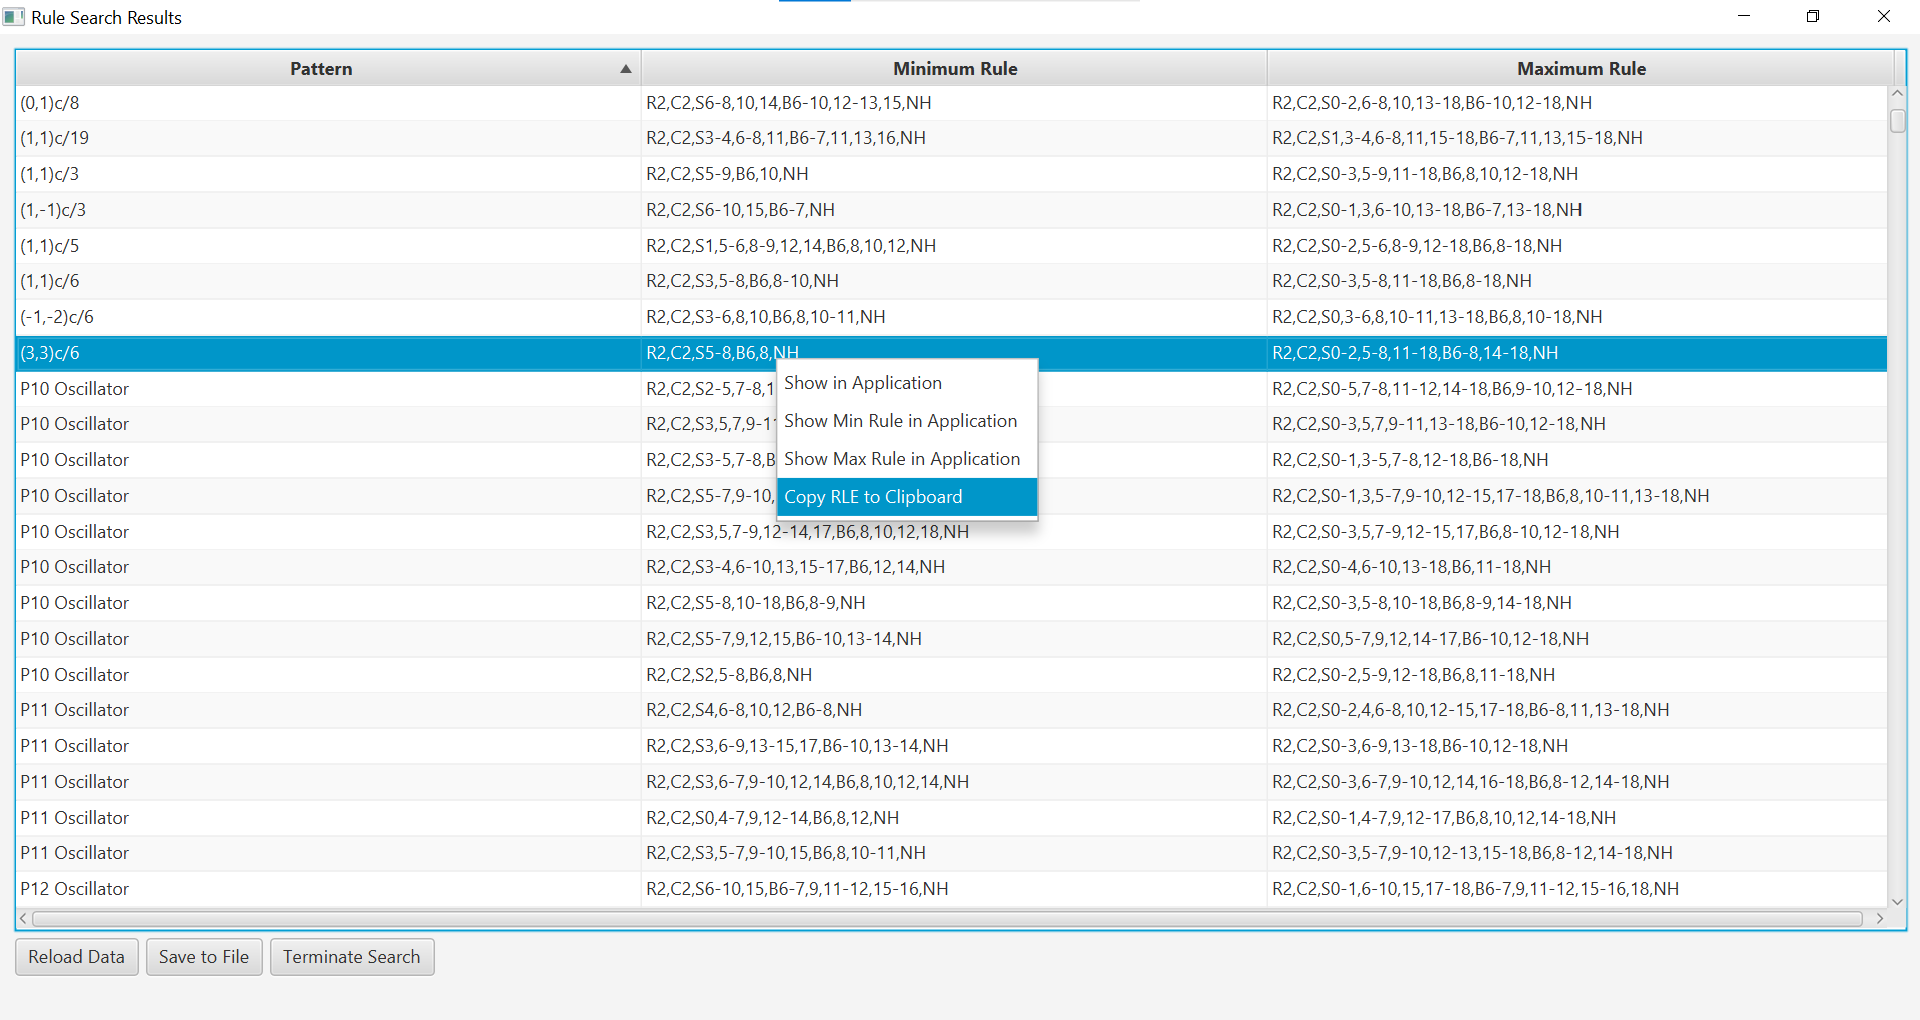 Rule Search Results
Pattern Minimum Rule Maximum Rule
(0,1)c/8 R2,C2,S6-8,10,14,B6-10,12-13,15,NH R2,C2,S0-2,6-8,10,13-18,B6-10,12-18,NH
(1,1)c/19 R2,C2,S3-4,6-8,11,B6-7,11,13,16,NH R2,C2,S1,3-4,6-8,11,15-18,B6-7,11,13,15-18,NH
(1,1)c/3 R2,C2,S5-9,B6,10,NH R2,C2,S0-3,5-9,11-18,B6,8,10,12-18,NH
(1,-1)c/3 R2,C2,S6-10,15,B6-7,NH R2,C2,S0-1,3,6-10,13-18,B6-7,13-18,NH
(1,1)c/5 R2,C2,S1,5-6,8-9,12,14,B6,8,10,12,NH R2,C2,S0-2,5-6,8-9,12-18,B6,8-18,NH
(1,1)c/6 R2,C2,S3,5-8,B6,8-10,NH R2,C2,S0-3,5-8,11-18,B6,8-18,NH
(-1,-2)c/6 R2,C2,S3-6,8,10,B6,8,10-11,NH R2,C2,S0,3-6,8,10-11,13-18,B6,8,10-18,NH
(3,3)c/6 R2,C2,S5-8,B6,8,NH R2,C2,S0-2,5-8,11-18,B6-8,14-18,NH
P10 Oscillator R2,C2,S2-5,7-8,1 Show in Application R2,C2,S0-5,7-8,11-12,14-18,B6,9-10,12-18,NH
P10 Oscillator R2,C2,S3,5,7,9-1 Show Min Rule in Application R2,C2,S0-3,5,7,9-11,13-18,B6-10,12-18,NH
P10 Oscillator R2,C2,S3-5,7-8,B Show Max Rule in Application R2,C2,S0-1,3-5,7-8,12-18,B6-18,NH
P10 Oscillator R2,C2,S5-7,9-10, Copy RLE to Clipboard R2,C2,S0-1,3,5-7,9-10,12-15,17-18,B6,8,10-11,13-18,NH
P10 Oscillator R2,C2,S3,5,7-9,12-14,17,B6,8,10,12,18,NH R2,C2,S0-3,5,7-9,12-15,17,B6,8-10,12-18,NH
P10 Oscillator R2,C2,S3-4,6-10,13,15-17,B6,12,14,NH R2,C2,S0-4,6-10,13-18,B6,11-18,NH
P10 Oscillator R2,C2,S5-8,10-18,B6,8-9,NH R2,C2,S0-3,5-8,10-18,B6,8-9,14-18,NH
P10 Oscillator R2,C2,S5-7,9,12,15,B6-10,13-14,NH R2,C2,S0,5-7,9,12,14-17,B6-10,12-18,NH
P10 Oscillator R2,C2,S2,5-8,B6,8,NH R2,C2,S0-2,5-9,12-18,B6,8,11-18,NH
P11 Oscillator R2,C2,S4,6-8,10,12,B6-8,NH R2,C2,S0-2,4,6-8,10,12-15,17-18,B6-8,11,13-18,NH
P11 Oscillator R2,C2,S3,6-9,13-15,17,B6-10,13-14,NH R2,C2,S0-3,6-9,13-18,B6-10,12-18,NH
P11 Oscillator R2,C2,S3,6-7,9-10,12,14,B6,8,10,12,14,NH R2,C2,S0-3,6-7,9-10,12,14,16-18,B6,8-12,14-18,NH
P11 Oscillator R2,C2,S0,4-7,9,12-14,B6,8,12,NH R2,C2,S0-1,4-7,9,12-17,B6,8,10,12,14-18,NH
P11 Oscillator R2,C2,S3,5-7,9-10,15,B6,8,10-11,NH R2,C2,S0-3,5-7,9-10,12-13,15-18,B6,8-12,14-18,NH
P12 Oscillator R2,C2,S6-10,15,B6-7,9,11-12,15-16,NH R2,C2,S0-1,6-10,15,17-18,B6-7,9,11-12,15-16,18,NH
Reload Data Save to File Terminate Search